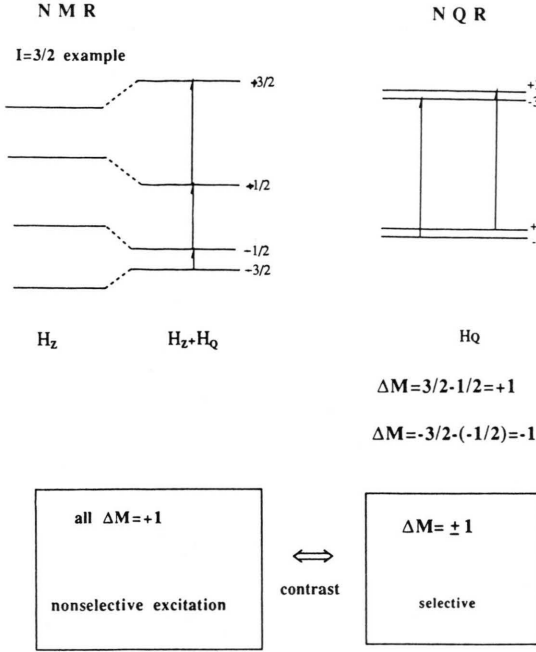 N M R
N Q R
I=3/2 example
+3/2
+1/2
-1/2
-3/2
-3
H_Z
H_Z+H_Q
H_Q
ΔM=3/2-1/2=+1
ΔM=-3/2-(-1/2)=-1
all ΔM=+1
nonselective excitation
contrast
ΔM= ±1
selective